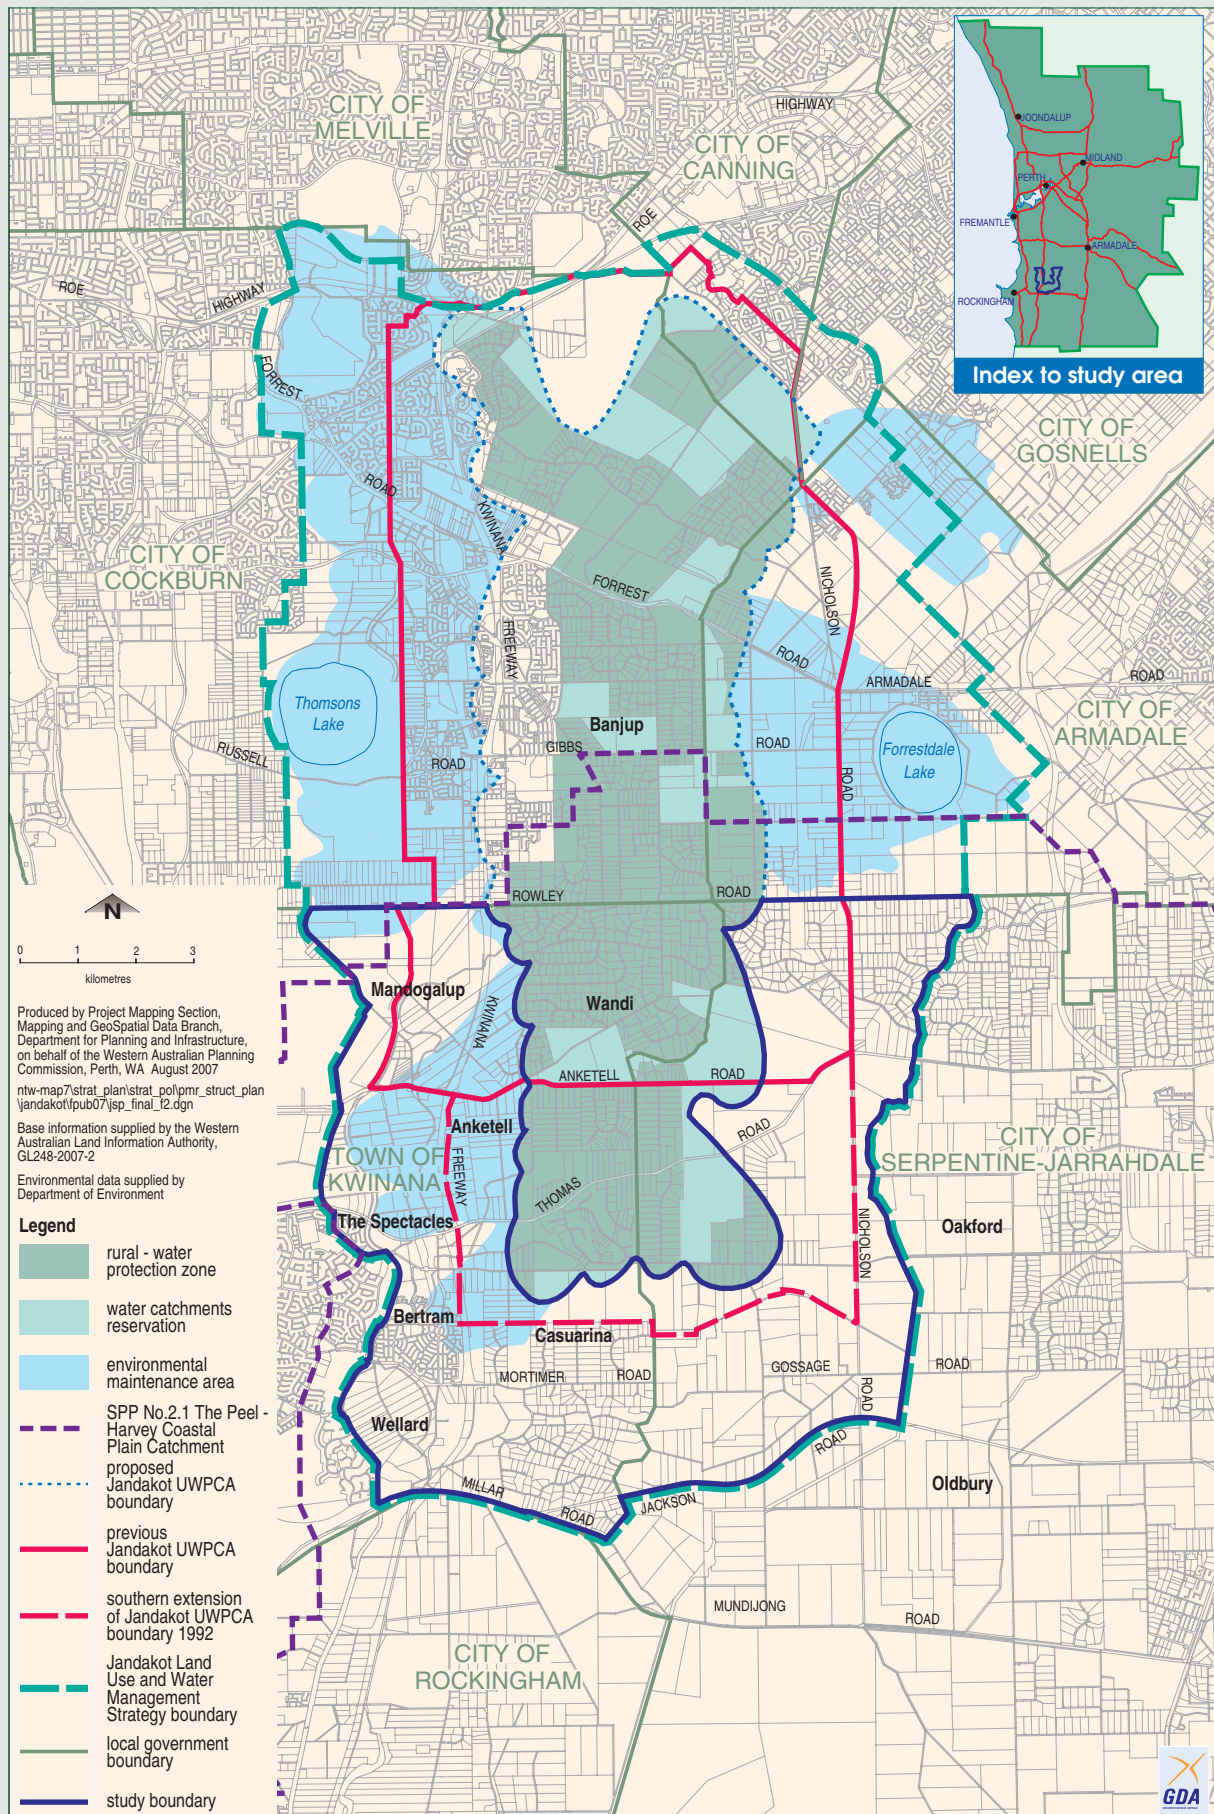 CITY OF
MELVILLE
HIGHWAY
CITY OF
CANNING
ROE
JOONDALUP
MIDLAND
PERTH
FREMANTLE
ARMADALE
ROCKINGHAM
Index to study area
ROE
HIGHWAY
FORREST
ROAD
CITY OF
GOSNELLS
KWINANA
CITY OF
COCKBURN
FORREST
NICHOLSON
FREEWAY
ROAD
ARMADALE
ROAD
Thomsons
Lake
CITY OF
ARMADALE
Banjup
GIBBS
ROAD
Forrestdale
Lake
RUSSELL
ROAD
ROAD
ROWLEY
ROAD
N
0 1 2 3
kilometres
Mandogalup
KWINANA
Wandi
Produced by Project Mapping Section,
Mapping and GeoSpatial Data Branch,
Department for Planning and Infrastructure,
on behalf of the Western Australian Planning
Commission, Perth, WA August 2007
ntw-map7\strat_plan\strat_pol\pmr_struct_plan
\jandakot\fpub07\jsp_final_f2.dgn
Base information supplied by the Western
Australian Land Information Authority,
GL248-2007-2
Environmental data supplied by
Department of Environment
ANKETELL
ROAD
Anketell
ROAD
TOWN OF
KWINANA
FREEWAY
CITY OF
SERPENTINE-JARRAHDALE
THOMAS
The Spectacles
NICHOLSON
Oakford
Bertram
Casuarina
MORTIMER
ROAD
GOSSAGE
ROAD
ROAD
Wellard
ROAD
MILLAR
ROAD
JACKSON
Oldbury
MUNDIJONG
ROAD
CITY OF
ROCKINGHAM
Legend
rural - water
protection zone
water catchments
reservation
environmental
maintenance area
SPP No.2.1 The Peel -
Harvey Coastal
Plain Catchment
proposed
Jandakot UWPCA
boundary
previous
Jandakot UWPCA
boundary
southern extension
of Jandakot UWPCA
boundary 1992
Jandakot Land
Use and Water
Management
Strategy boundary
local government
boundary
study boundary
GDA